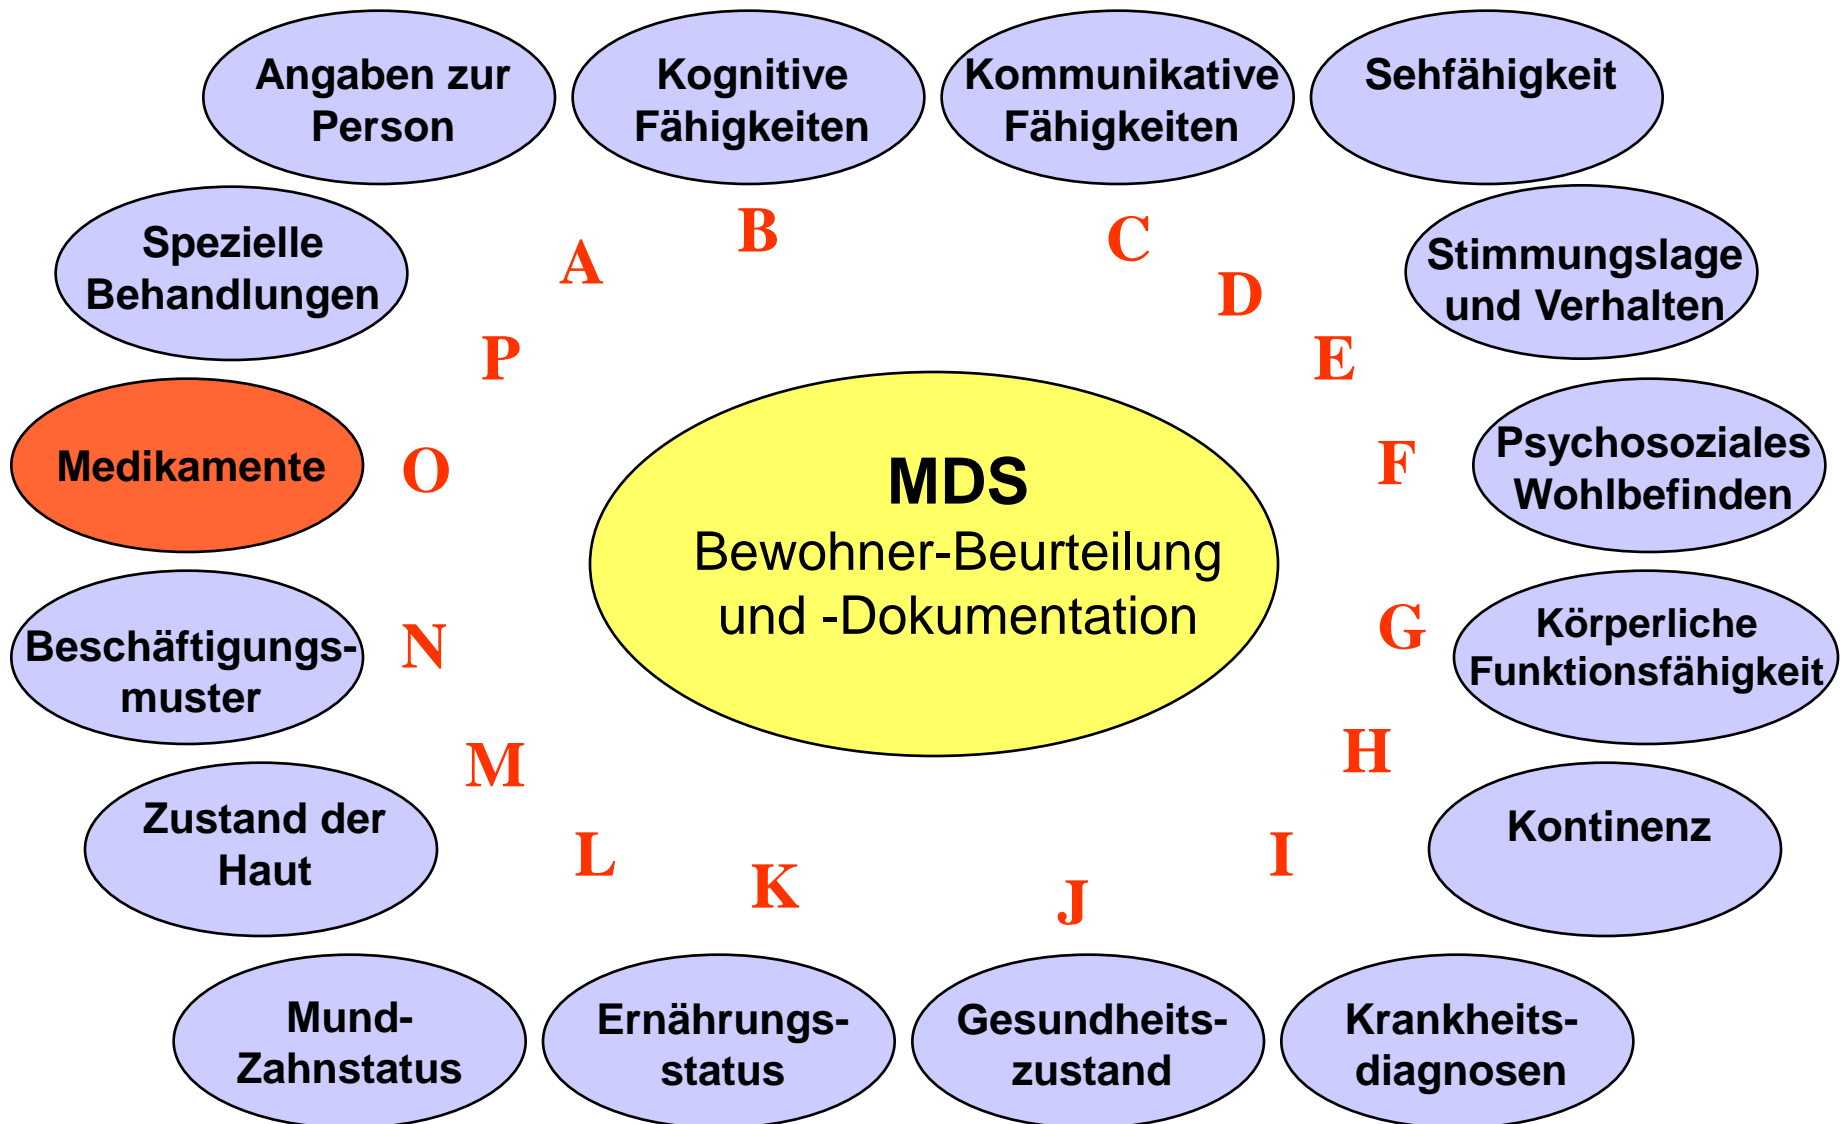 Angaben zur
Person
Kognitive
Fähigkeiten
Kommunikative
Fähigkeiten
Sehfähigkeit
Spezielle
Behandlungen
A
B
C
D
Stimmungslage
und Verhalten
P
E
Medikamente
O
MDS
Bewohner-Beurteilung
und -Dokumentation
F
Psychosoziales
Wohlbefinden
Beschäftigungs-
muster
N
G
Körperliche
Funktionsfähigkeit
M
H
Zustand der
Haut
L
K
J
I
Kontinenz
Mund-
Zahnstatus
Ernährungs-
status
Gesundheits-
zustand
Krankheits-
diagnosen